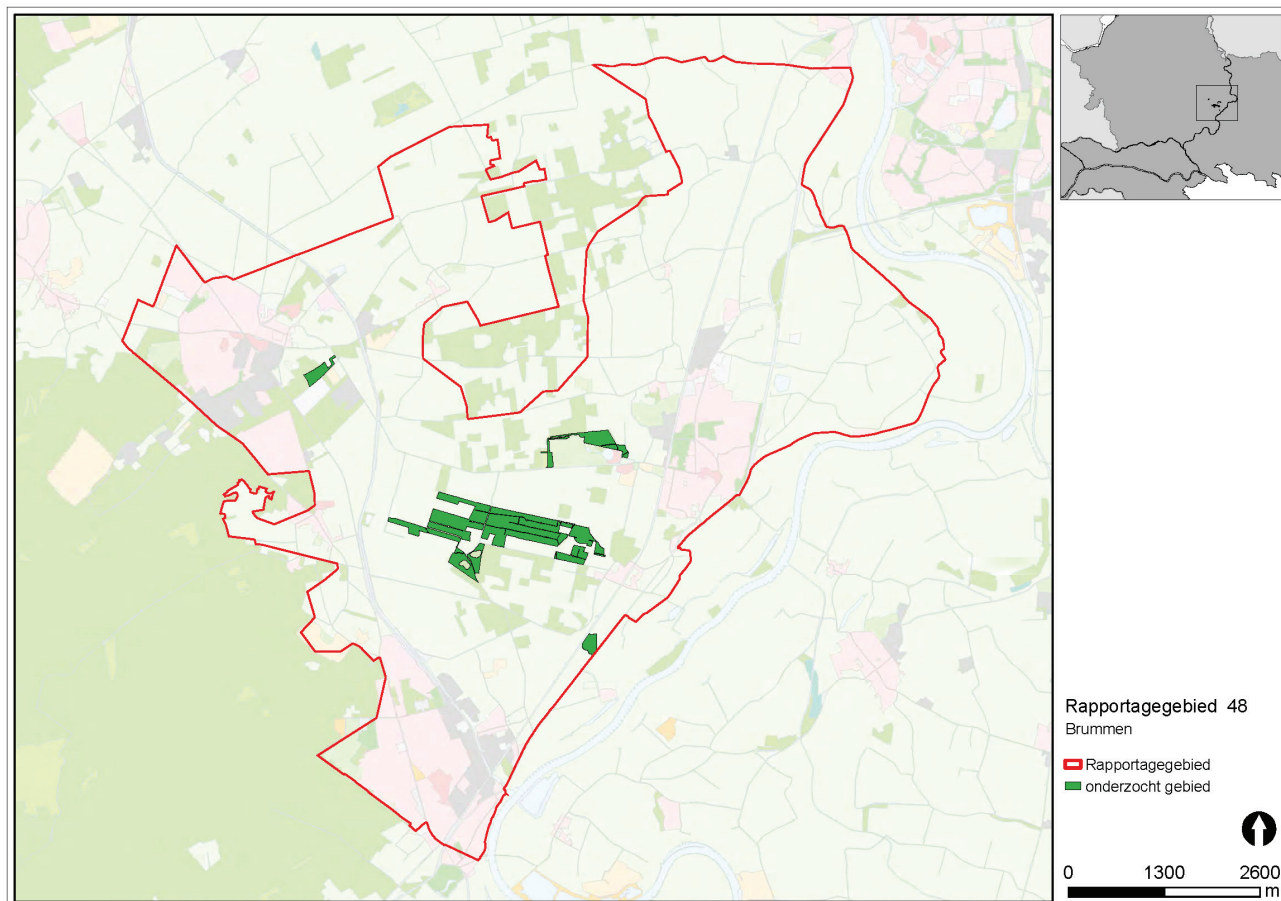 Rapportagegebied 48
Brummen
Rapportagegebied
onderzocht gebied
0 1300 2600
m